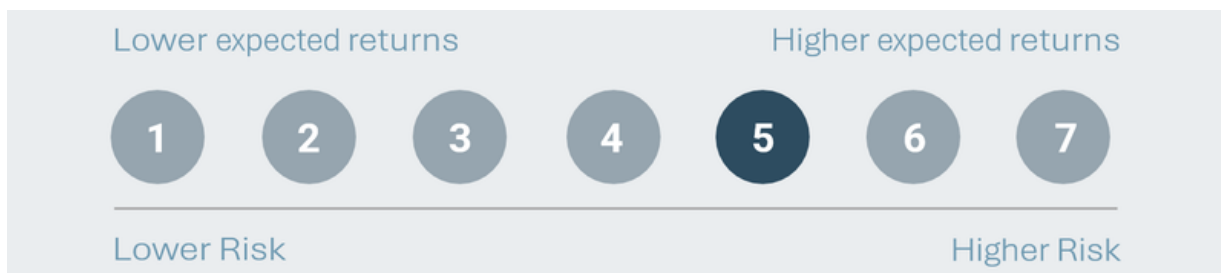 Lower expected returns Higher expected returns
1 2 3 4 5 6 7
Lower Risk Higher Risk